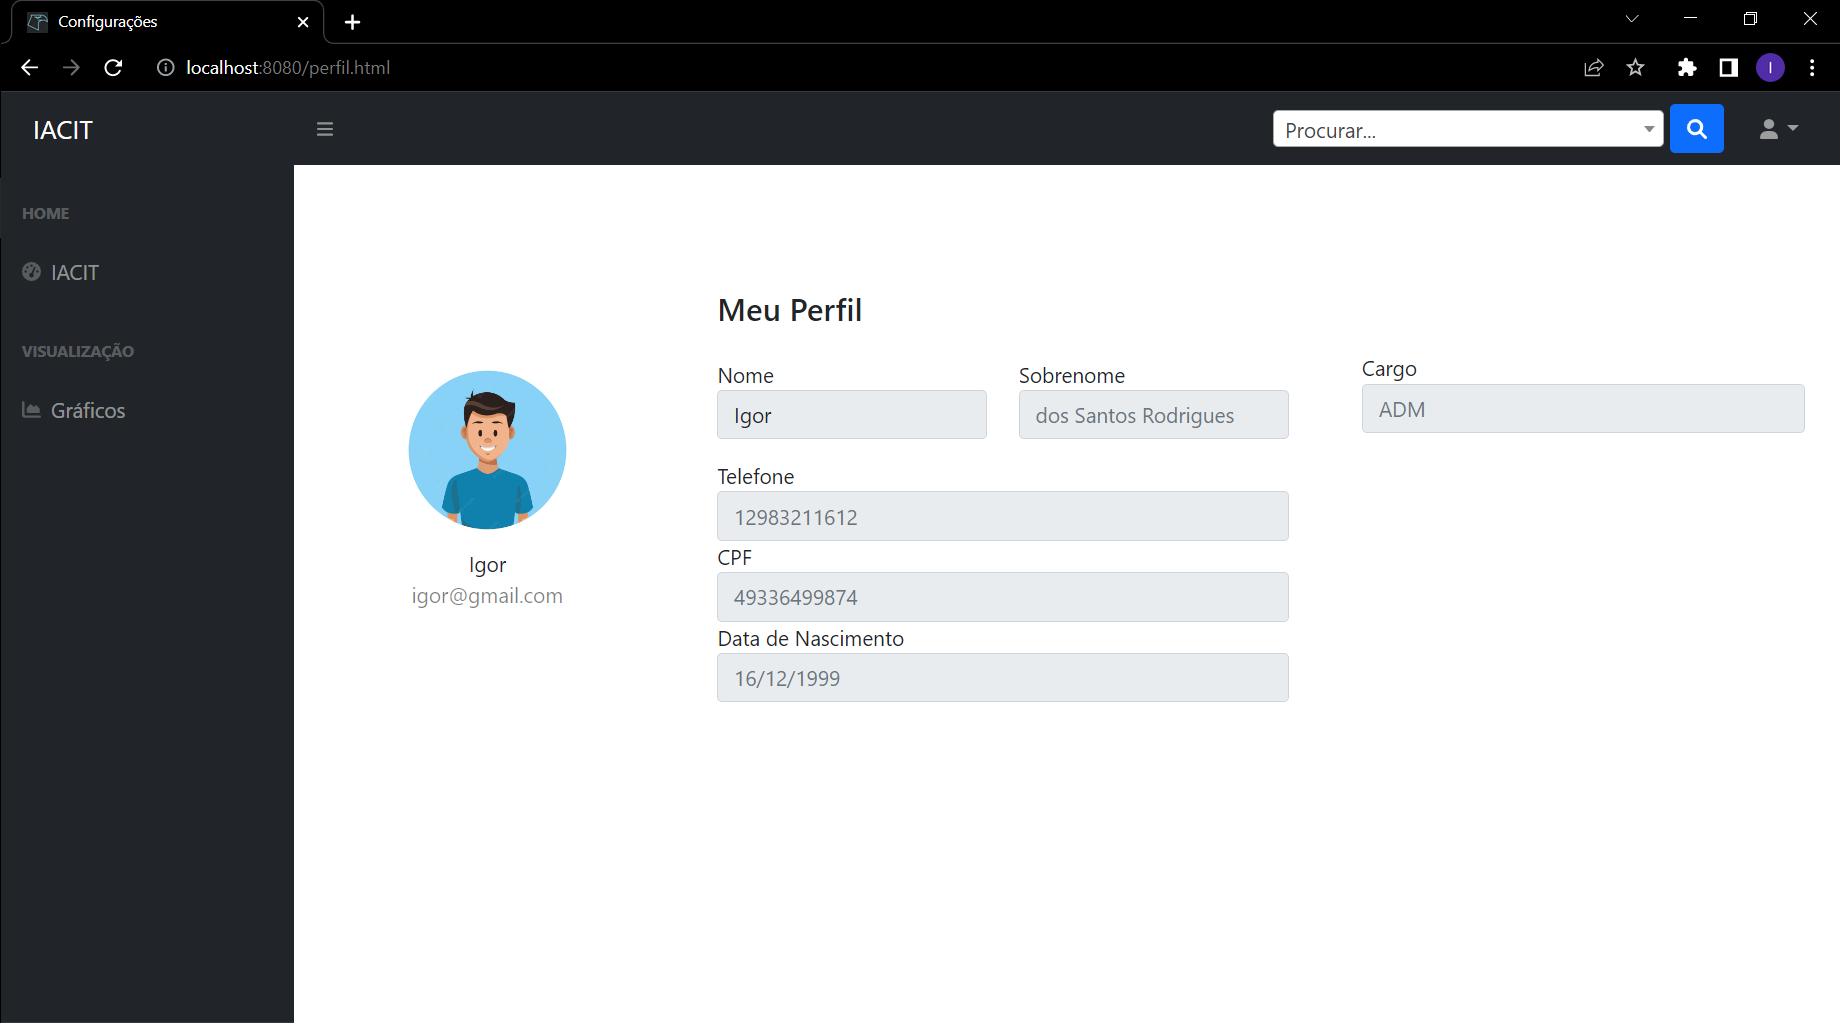 Configurações
localhost:8080/perfil.html
I
IACIT
Procurar...
HOME
IACIT
VISUALIZAÇÃO
Gráficos
Igor
igor@gmail.com
Meu Perfil
Nome
Sobrenome
Cargo
Igor
dos Santos Rodrigues
ADM
Telefone
12983211612
CPF
49336499874
Data de Nascimento
16/12/1999